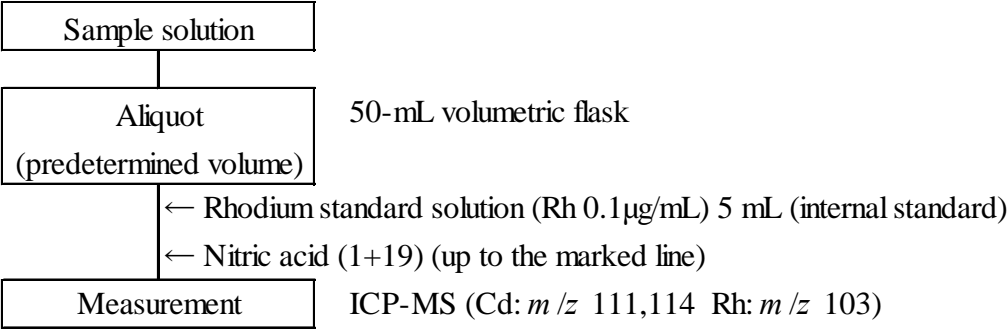 Sample solution
Aliquot 50-mL volumetric flask
(predetermined volume)
← Rhodium standard solution (Rh 0.1μg/mL) 5 mL (internal standard)
← Nitric acid (1+19) (up to the marked line)
Measurement ICP-MS (Cd: m /z 111,114 Rh: m /z 103)